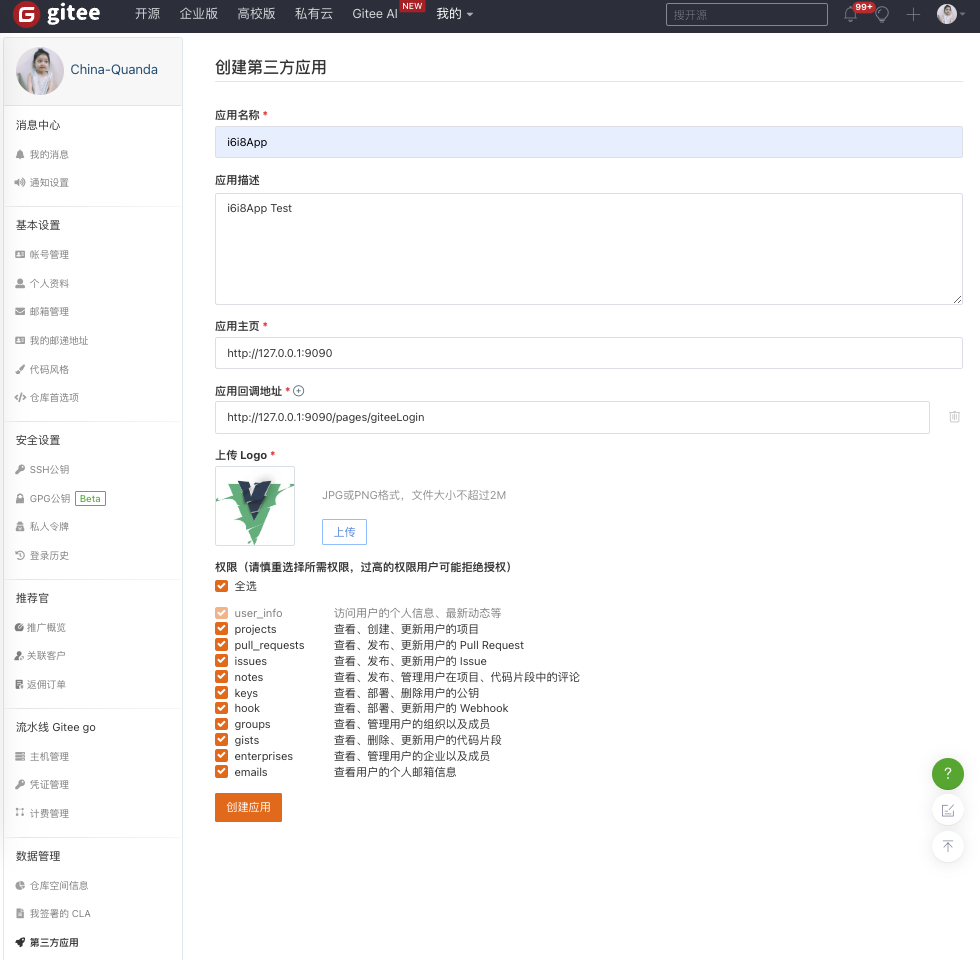 gitee 开源 企业版 高校版 私有云 Gitee AI NEW 我的 搜开源 99+
China-Quanda
消息中心
我的消息
通知设置
基本设置
帐号管理
个人资料
邮箱管理
我的邮递地址
代码风格
仓库首选项
安全设置
SSH公钥
GPG公钥 Beta
私人令牌
登录历史
推荐官
推广概览
关联客户
返佣订单
流水线 Gitee go
主机管理
凭证管理
计费管理
数据管理
仓库空间信息
我签署的 CLA
第三方应用
创建第三方应用
应用名称 *
i6i8App
应用描述
i6i8App Test
应用主页 *
http://127.0.0.1:9090
应用回调地址 *
http://127.0.0.1:9090/pages/giteeLogin
上传 Logo *
JPG或PNG格式，文件大小不超过2M
上传
权限（请慎重选择所需权限，过高的权限用户可能拒绝授权）
全选
user_info 访问用户的个人信息、最新动态等
projects 查看、创建、更新用户的项目
pull_requests 查看、发布、更新用户的 Pull Request
issues 查看、发布、更新用户的 Issue
notes 查看、发布、管理用户在项目、代码片段中的评论
keys 查看、部署、删除用户的公钥
hook 查看、部署、更新用户的 Webhook
groups 查看、管理用户的组织以及成员
gists 查看、删除、更新用户的代码片段
enterprises 查看、管理用户的企业以及成员
emails 查看用户的个人邮箱信息
创建应用
?